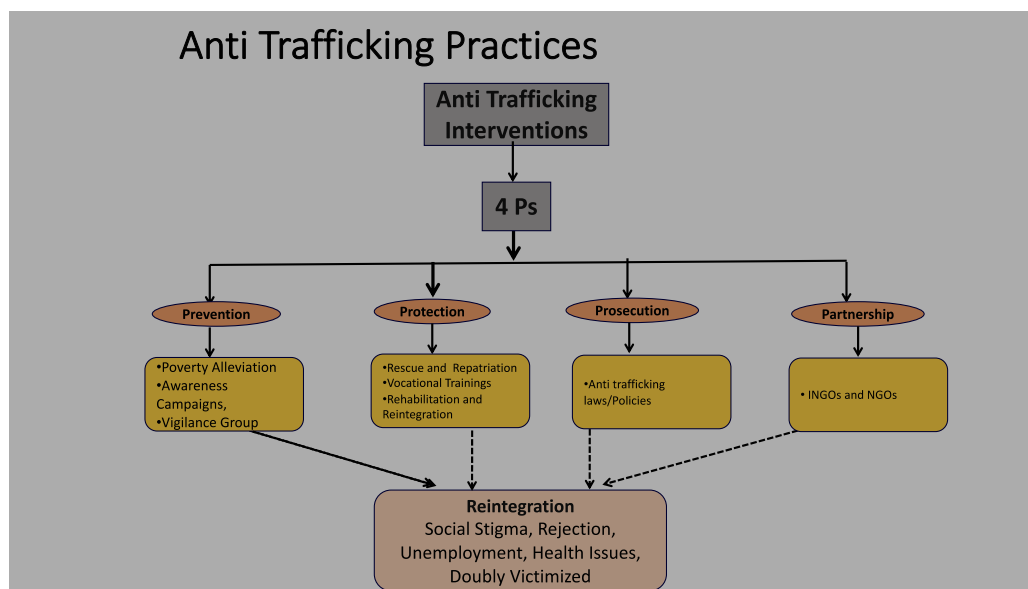 Anti Trafficking Practices
Anti Trafficking
Interventions
4 Ps
Prevention
Protection
Prosecution
Partnership
•Poverty Alleviation
•Awareness
Campaigns,
•Vigilance Group
•Rescue and Repatriation
•Vocational Trainings
•Rehabilitation and
Reintegration
•Anti trafficking
laws/Policies
• INGOs and NGOs
Reintegration
Social Stigma, Rejection,
Unemployment, Health Issues,
Doubly Victimized